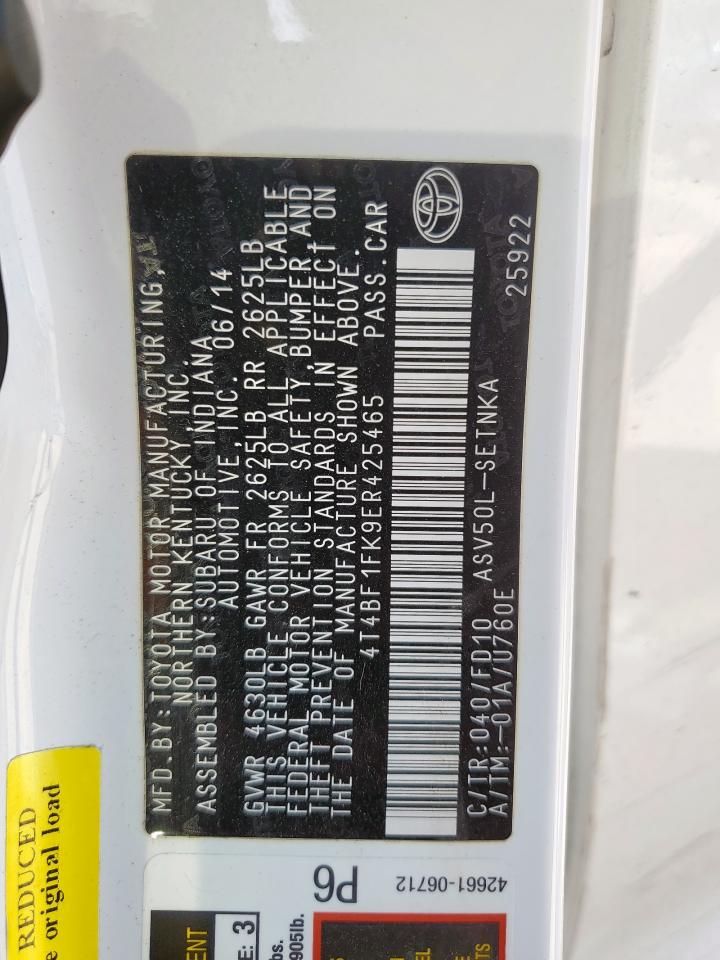 MFD.BY:TOYOTA MOTOR MANUFACTURING,
NORTHERN KENTUCKY,INC.
ASSEMBLED BY:SUBARU OF INDIANA
AUTOMOTIVE,INC. 06/14
GVWR 4630LB GAWR FR 2625LB RR 2625LB
THIS VEHICLE CONFORMS TO ALL APPLICABLE
FEDERAL MOTOR VEHICLE SAFETY,BUMPER,AND
THEFT PREVENTION STANDARDS IN EFFECT ON
THE DATE OF MANUFACTURE SHOWN ABOVE.
4T4BF1FK9ER425465 PASS.CAR
C/TR:040/FD10 ASV50L-SETNKA
A/TM:-01A/U760E 25922
REDUCED
original load
P6
42661-06712
E: 3
905lb.